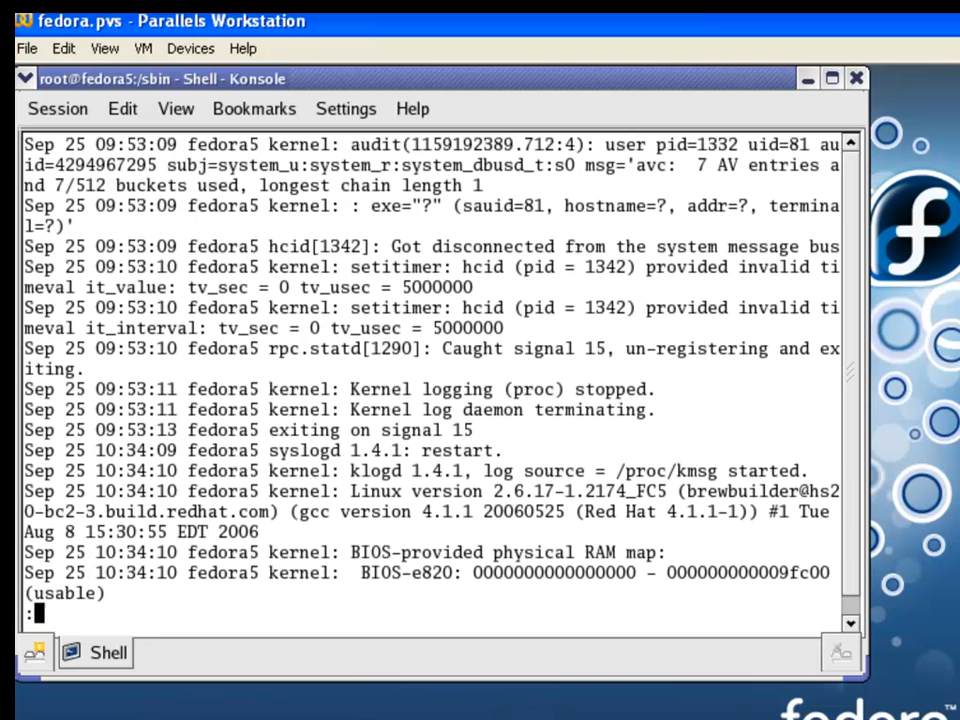 fedora.pvs - Parallels Workstation
File Edit View VM Devices Help
root@fedora5:/sbin - Shell - Konsole
Session Edit View Bookmarks Settings Help
Sep 25 09:53:09 fedora5 kernel: audit(1159192389.712:4): user pid=1332 uid=81 au
id=4294967295 subj=system_u:system_r:system_dbusd_t:s0 msg='avc:  7 AV entries a
nd 7/512 buckets used, longest chain length 1
Sep 25 09:53:09 fedora5 kernel: : exe="?" (sauid=81, hostname=?, addr=?, termina
l=?)'
Sep 25 09:53:09 fedora5 hcid[1342]: Got disconnected from the system message bus
Sep 25 09:53:10 fedora5 kernel: setitimer: hcid (pid = 1342) provided invalid ti
meval it_value: tv_sec = 0 tv_usec = 5000000
Sep 25 09:53:10 fedora5 kernel: setitimer: hcid (pid = 1342) provided invalid ti
meval it_interval: tv_sec = 0 tv_usec = 5000000
Sep 25 09:53:10 fedora5 rpc.statd[1290]: Caught signal 15, un-registering and ex
iting.
Sep 25 09:53:11 fedora5 kernel: Kernel logging (proc) stopped.
Sep 25 09:53:11 fedora5 kernel: Kernel log daemon terminating.
Sep 25 09:53:13 fedora5 exiting on signal 15
Sep 25 10:34:09 fedora5 syslogd 1.4.1: restart.
Sep 25 10:34:10 fedora5 kernel: klogd 1.4.1, log source = /proc/kmsg started.
Sep 25 10:34:10 fedora5 kernel: Linux version 2.6.17-1.2174_FC5 (brewbuilder@hs2
0-bc2-3.build.redhat.com) (gcc version 4.1.1 20060525 (Red Hat 4.1.1-1)) #1 Tue
Aug 8 15:30:55 EDT 2006
Sep 25 10:34:10 fedora5 kernel: BIOS-provided physical RAM map:
Sep 25 10:34:10 fedora5 kernel:  BIOS-e820: 0000000000000000 - 000000000009fc00
(usable)
:
Shell
fedora™